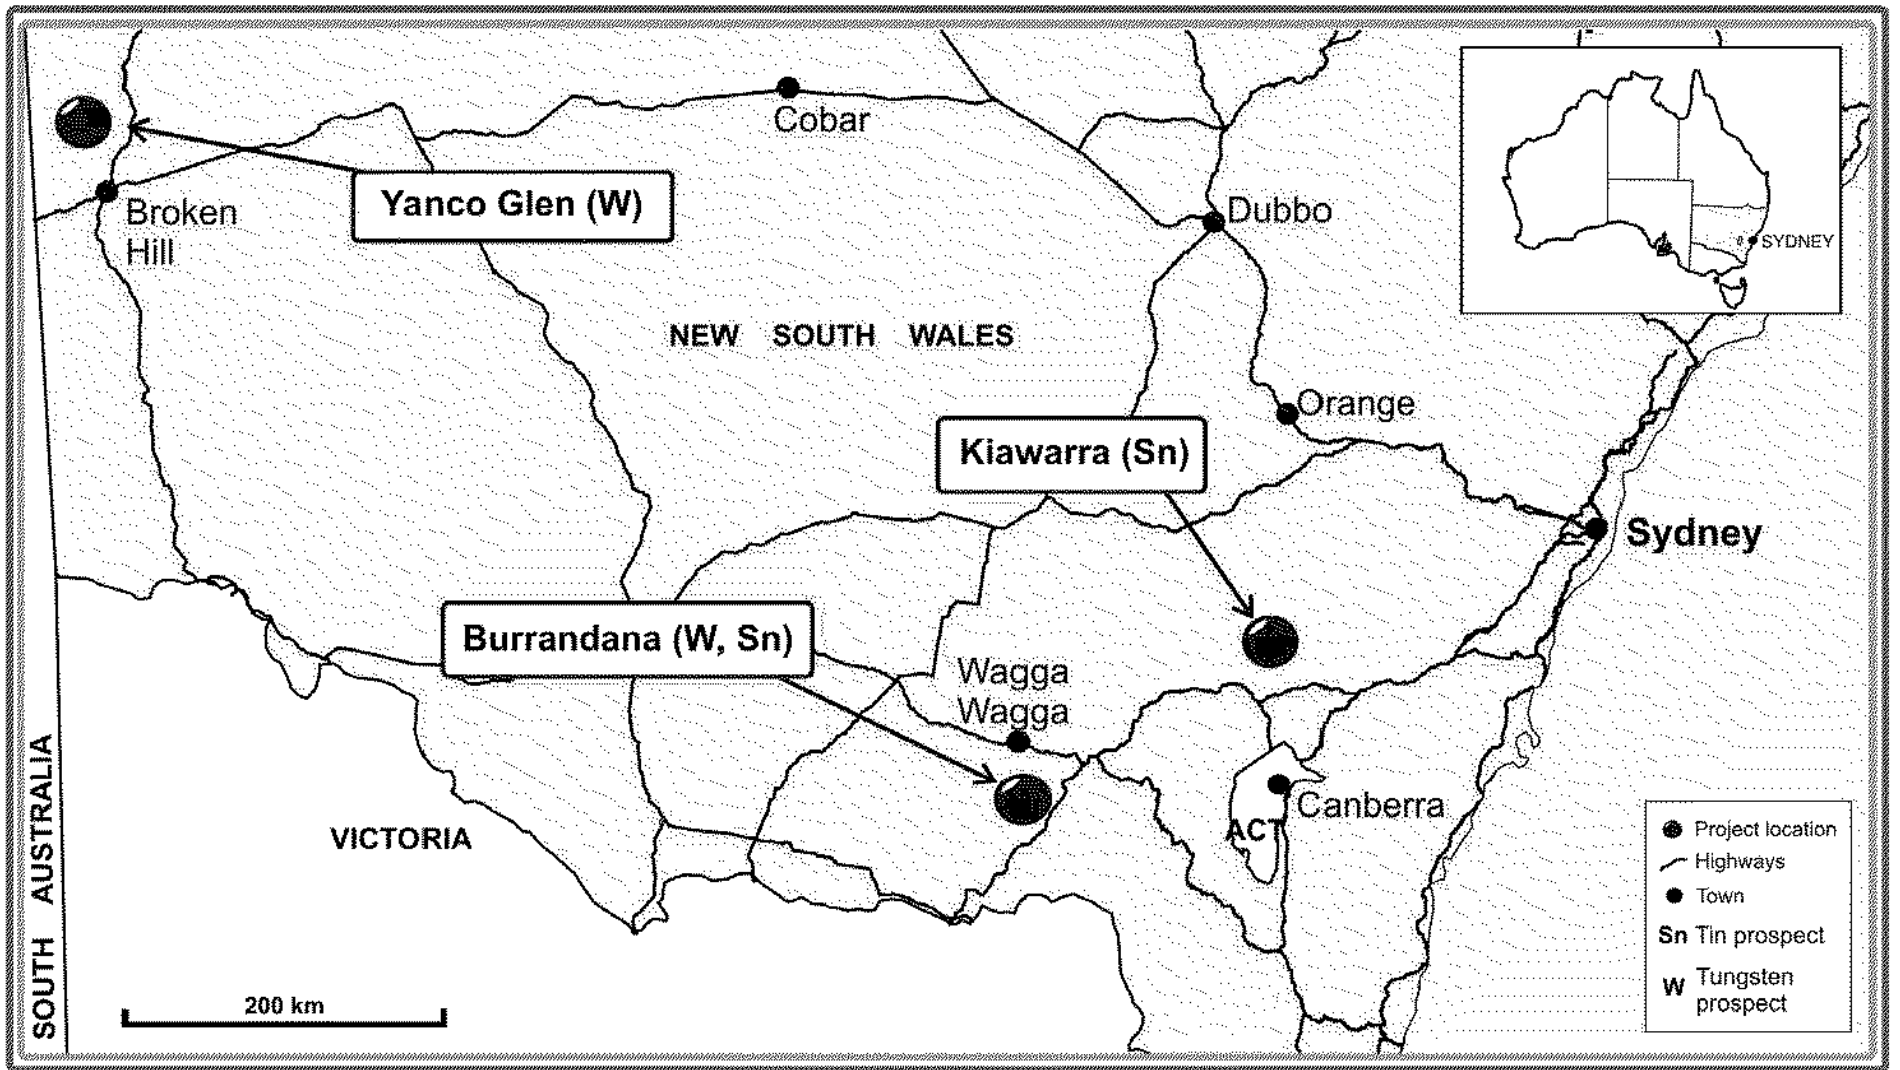 Cobar
Yanco Glen (W)
Broken
Hill
Dubbo
SYDNEY
NEW SOUTH WALES
Orange
Kiawarra (Sn)
Sydney
Burrandana (W, Sn)
Wagga
Wagga
Canberra
ACT
VICTORIA
SOUTH AUSTRALIA
200 km
Project location
Highways
Town
Sn Tin prospect
W Tungsten
prospect